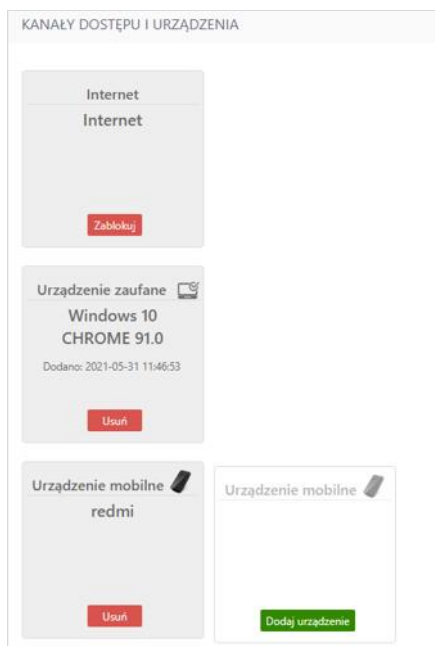 KANAŁY DOSTĘPU I URZĄDZENIA
Internet
Internet
Zablokuj
Urządzenie zaufane
Windows 10
CHROME 91.0
Dodano: 2021-05-31 11:46:53
Usuń
Urządzenie mobilne
redmi
Usuń
Urządzenie mobilne
Dodaj urządzenie